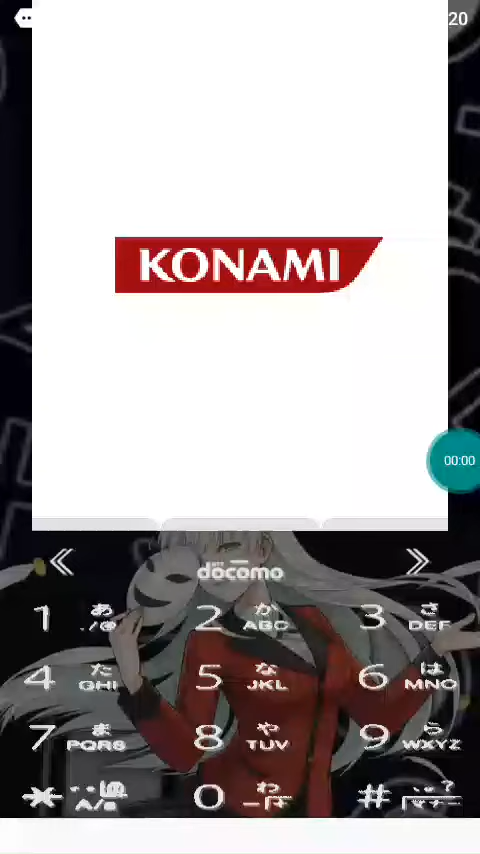 20
KONAMI
00:00
döcomo
1 あ ./@
2 か ABC
3 さ DEF
4 た GHI
5 な JKL
6 は MNO
7 ま PQRS
8 や TUV
9 ら WXYZ
0 わ
#